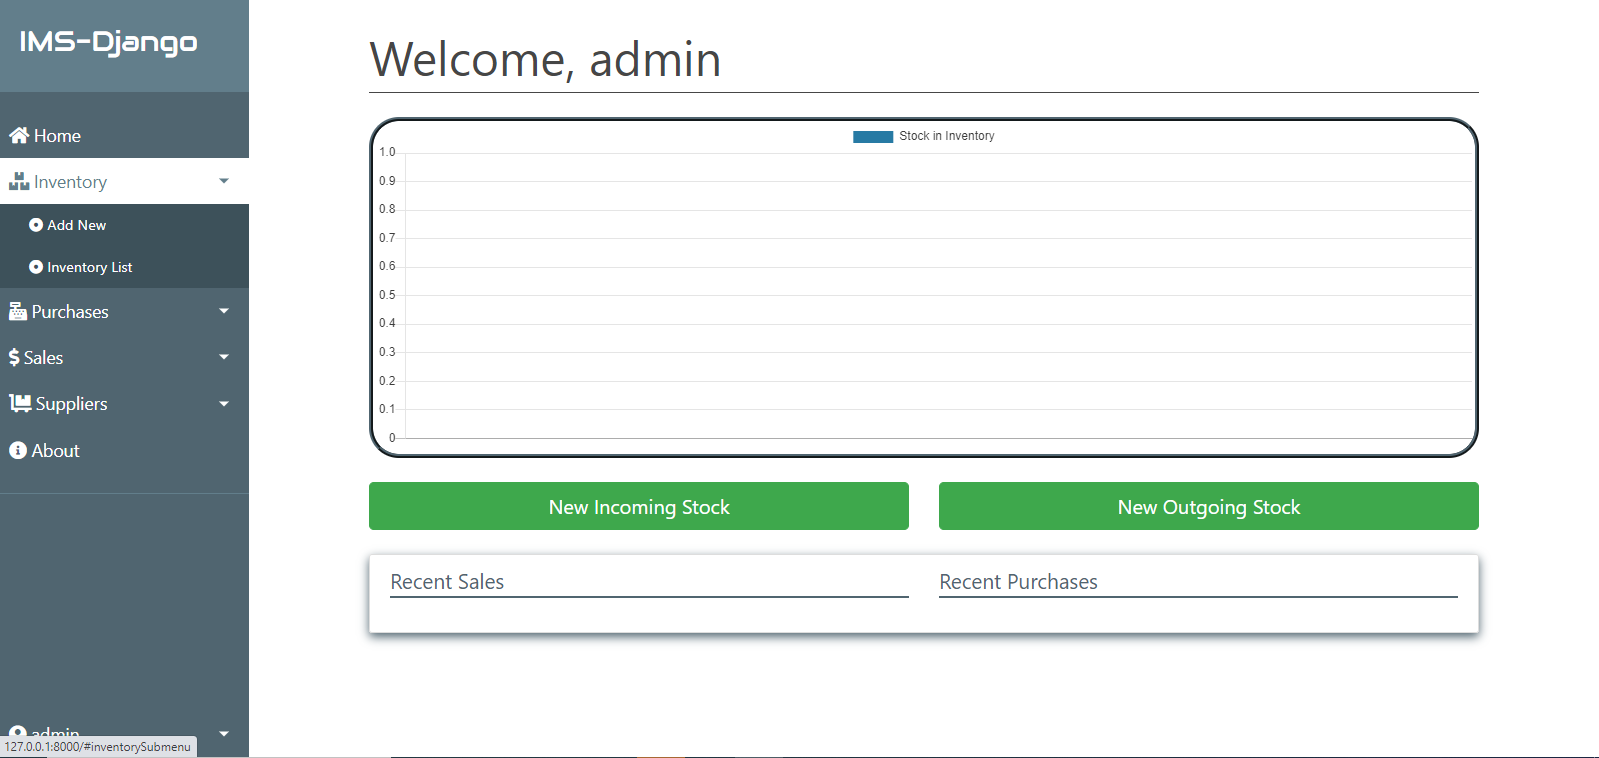 IMS-Django
Home
Inventory
Add New
Inventory List
Purchases
Sales
Suppliers
About
admin
127.0.0.1:8000/#inventorySubmenu
Welcome, admin
Stock in Inventory
1.0
0.9
0.8
0.7
0.6
0.5
0.4
0.3
0.2
0.1
0
New Incoming Stock
New Outgoing Stock
Recent Sales
Recent Purchases